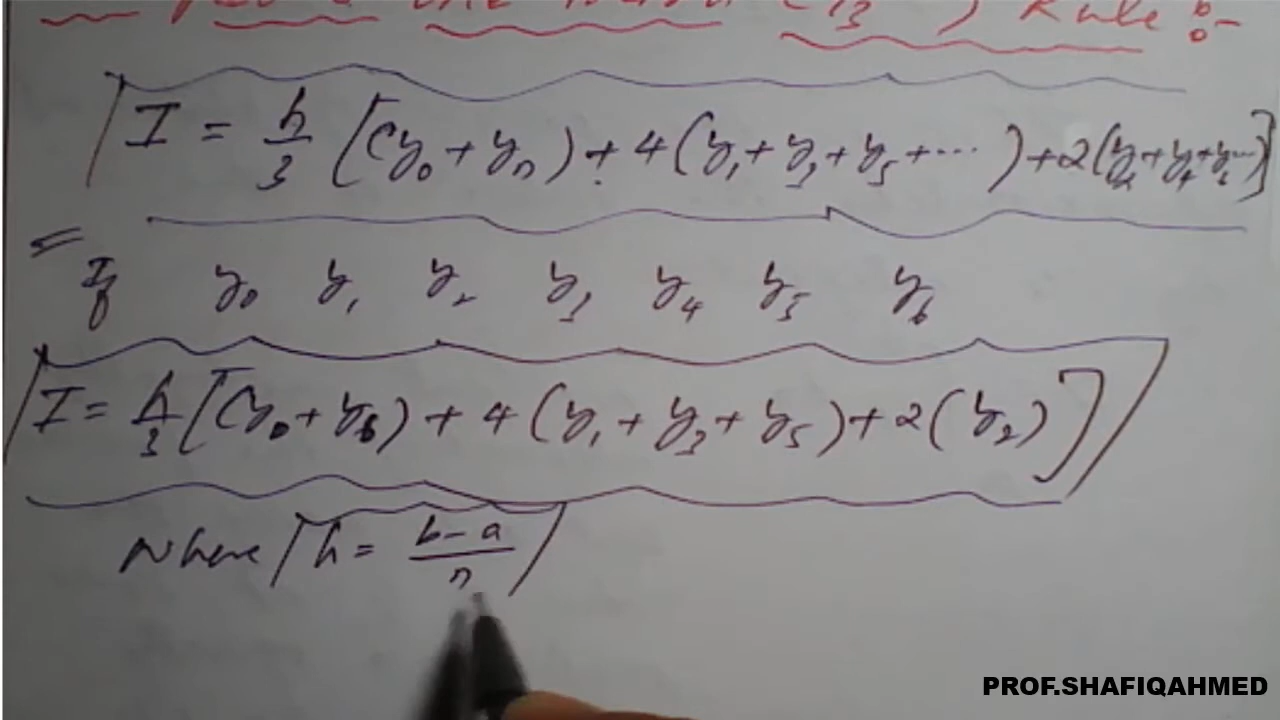 Rule :-
I = h/3 [(y₀ + yₙ) + 4(y₁ + y₃ + y₅ + ...) + 2(y₂ + y₄ + y₆ ...)]
=
If y₀ y₁ y₂ y₃ y₄ y₅ y₆
I = h/3 [(y₀ + y₆) + 4(y₁ + y₃ + y₅) + 2(y₂)]
Where h = b-a/n
PROF.SHAFIQAHMED